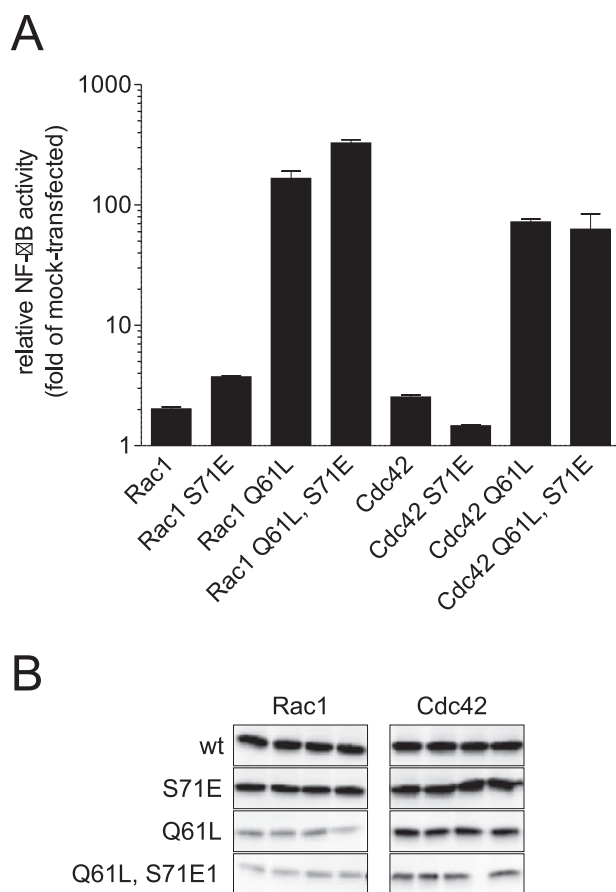 A
relative NF-☒B activity
(fold of mock-transfected)
1000
100
10
1
Rac1
Rac1 S71E
Rac1 Q61L
Rac1 Q61L, S71E
Cdc42
Cdc42 S71E
Cdc42 Q61L
Cdc42 Q61L, S71E
B
Rac1 Cdc42
wt
S71E
Q61L
Q61L, S71E1